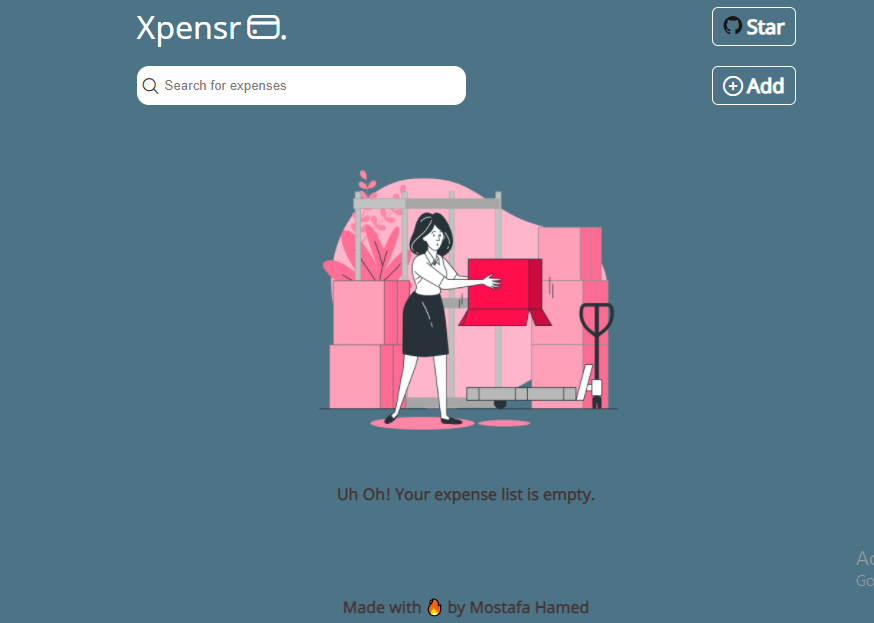 Xpensr.
Star
Search for expenses
Add
Uh Oh! Your expense list is empty.
Made with 🔥 by Mostafa Hamed